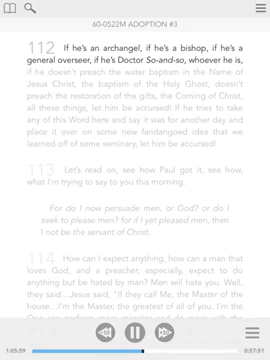 60-0522M ADOPTION #3
112 If he's an archangel, if he's a bishop, if he's a
general overseer, if he's Doctor So-and-so, whoever he is,
if he doesn't preach the water baptism in the Name of
Jesus Christ, the baptism of the Holy Ghost, doesn't
preach the restoration of the gifts, the Coming of Christ,
all these things, let him be accursed! If he tries to take
any of this Word here and say it was for another day and
place it over on some new fandangoed idea that we
learned off of some seminary, let him be accursed!
113 Let's read on, see how Paul got it, see how,
what I'm trying to say to you this morning.
For do I now persuade men, or God? or do I
seek to please men? for if I yet pleased men, then
I not be the servant of Christ.
114 How can I expect anything, how can a man that
loves God, and a preacher, especially, expect to do
anything but be hated by man? Men will hate you. Well,
they said...Jesus said, "If they call Me, the Master of the
house...I'm the Master, the greatest of all of you. I'm the
1:05:59
57:51